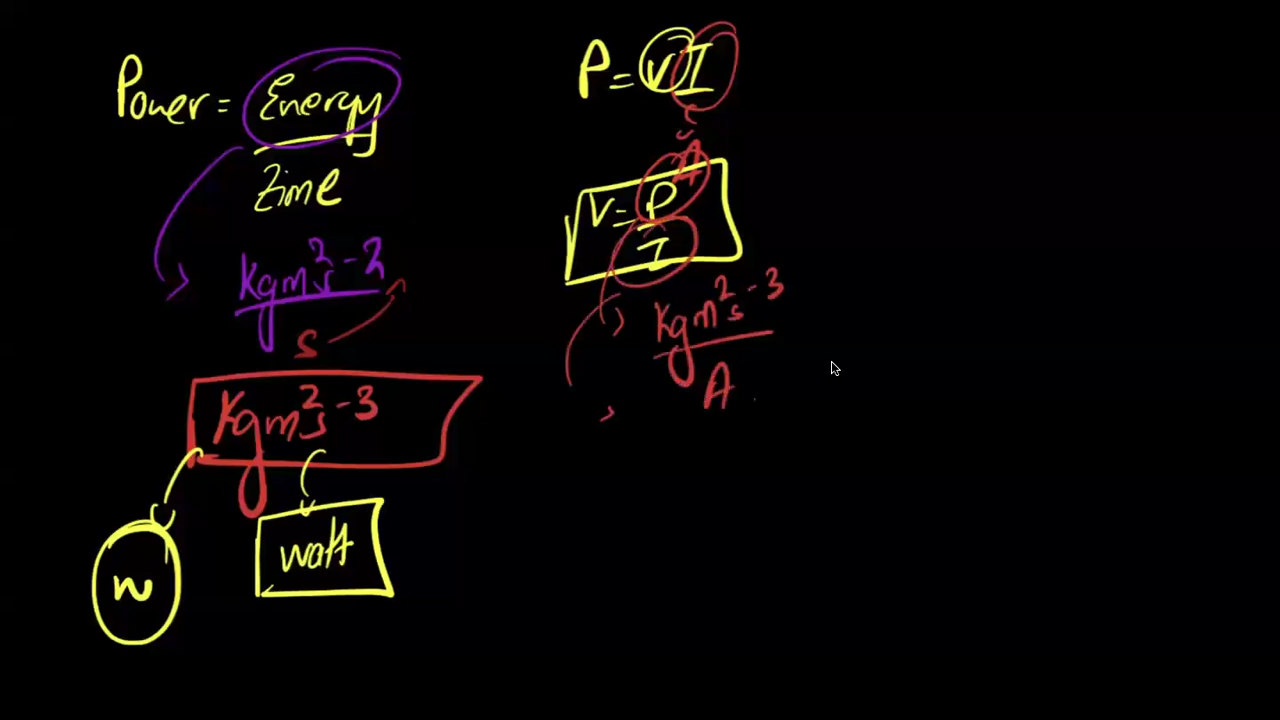 Power = Energy
Time
kgm²s⁻²
s
kgm²s⁻³
W
watt
P = VI
A
V = P
I
kgm²s⁻³
A